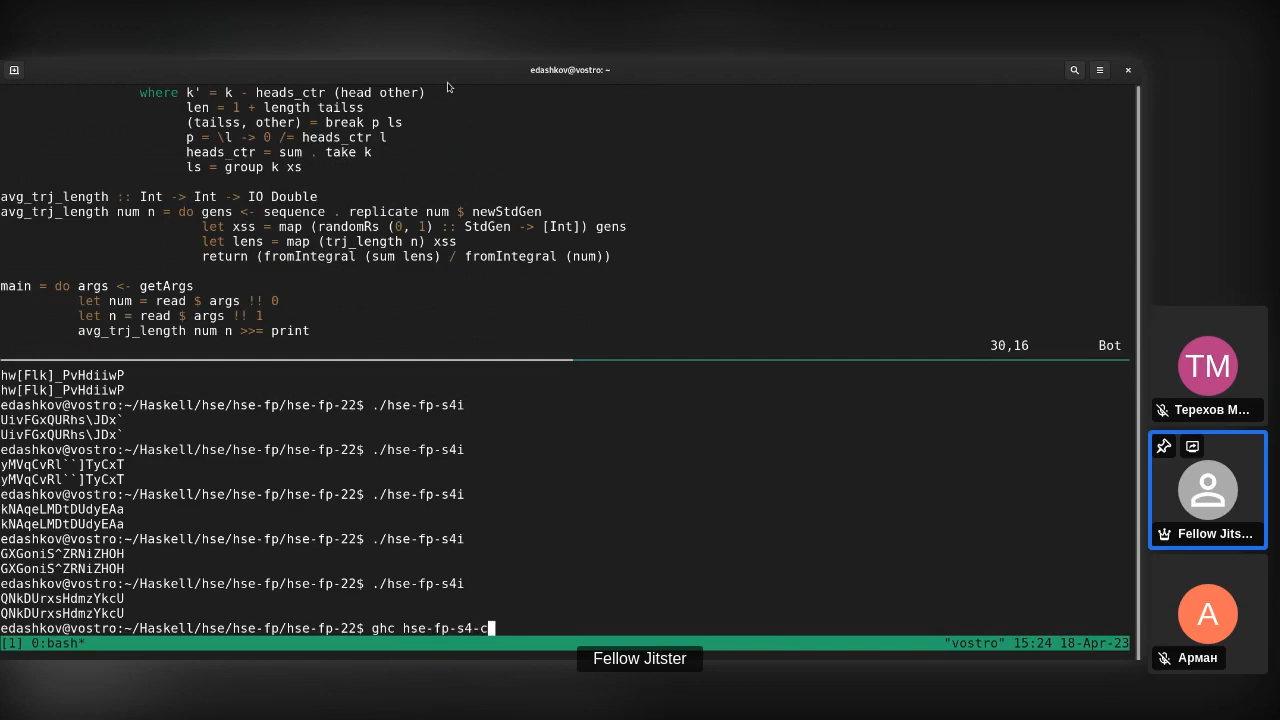 edashkov@vostro: ~
where k' = k - heads_ctr (head other)
len = 1 + length tailss
(tailss, other) = break p ls
p = \l -> 0 /= heads_ctr l
heads_ctr = sum . take k
ls = group k xs
avg_trj_length :: Int -> Int -> IO Double
avg_trj_length num n = do gens <- sequence . replicate num $ newStdGen
let xss = map (randomRs (0, 1) :: StdGen -> [Int]) gens
let lens = map (trj_length n) xss
return (fromIntegral (sum lens) / fromIntegral (num))
main = do args <- getArgs
let num = read $ args !! 0
let n = read $ args !! 1
avg_trj_length num n >>= print
30,16 Bot
hw[Flk]_PvHdiiwP
hw[Flk]_PvHdiiwP
edashkov@vostro:~/Haskell/hse/hse-fp/hse-fp-22$ ./hse-fp-s4i
UivFGxQURhs\JDx`
UivFGxQURhs\JDx`
edashkov@vostro:~/Haskell/hse/hse-fp/hse-fp-22$ ./hse-fp-s4i
yMVqCvRl``]TyCxT
yMVqCvRl``]TyCxT
edashkov@vostro:~/Haskell/hse/hse-fp/hse-fp-22$ ./hse-fp-s4i
kNAqeLMDtDUdyEAa
kNAqeLMDtDUdyEAa
edashkov@vostro:~/Haskell/hse/hse-fp/hse-fp-22$ ./hse-fp-s4i
GXGoniS^ZRNiZHOH
GXGoniS^ZRNiZHOH
edashkov@vostro:~/Haskell/hse/hse-fp/hse-fp-22$ ./hse-fp-s4i
QNkDUrxsHdmzYkcU
QNkDUrxsHdmzYkcU
edashkov@vostro:~/Haskell/hse/hse-fp/hse-fp-22$ ghc hse-fp-s4-c
[1] 0:bash* "vostro" 15:24 18-Apr-23
Fellow Jitster
TM
Терехов М...
Fellow Jits...
А
Арман